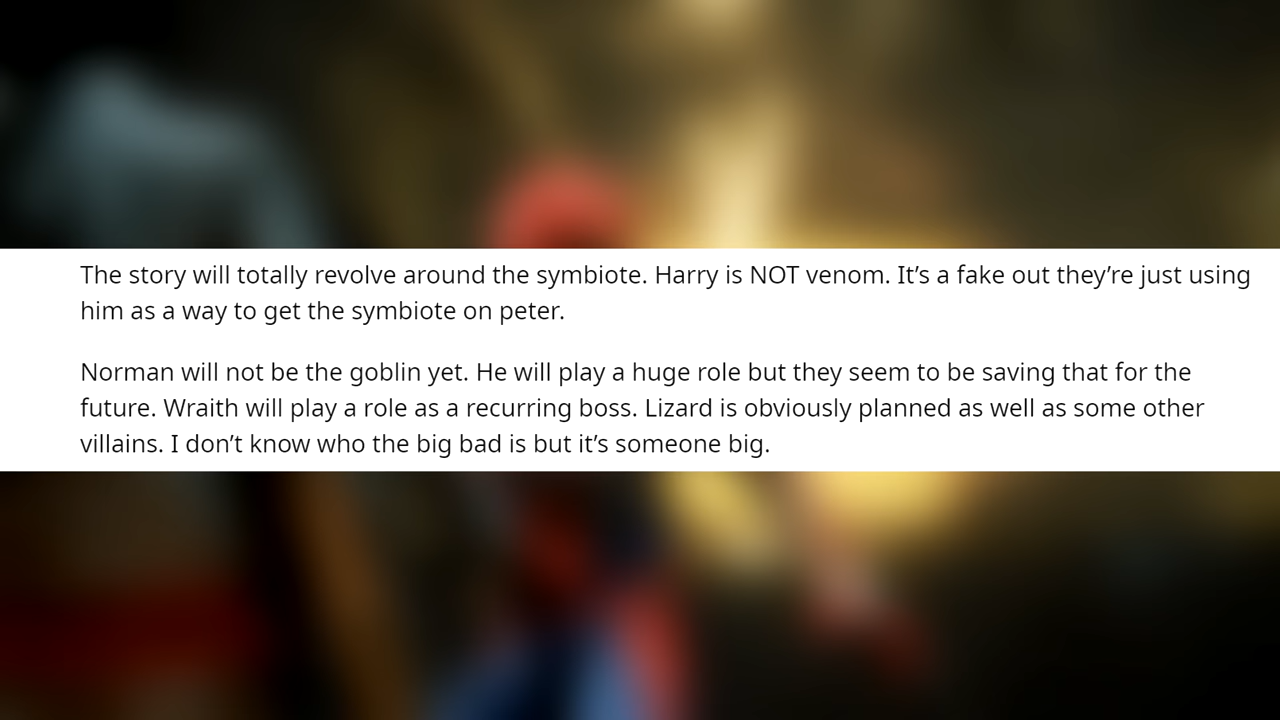 The story will totally revolve around the symbiote. Harry is NOT venom. It’s a fake out they’re just using
him as a way to get the symbiote on peter.
Norman will not be the goblin yet. He will play a huge role but they seem to be saving that for the
future. Wraith will play a role as a recurring boss. Lizard is obviously planned as well as some other
villains. I don’t know who the big bad is but it’s someone big.